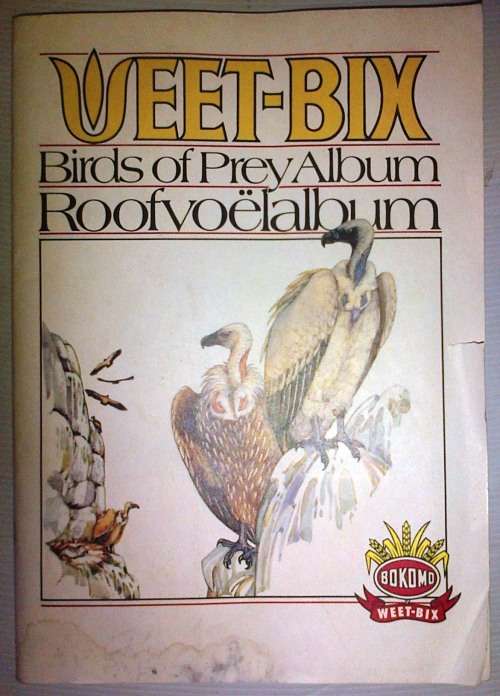 WEET-BIX
Birds of Prey Album
Roofvoëlalbum
BOKOMO
WEET-BIX